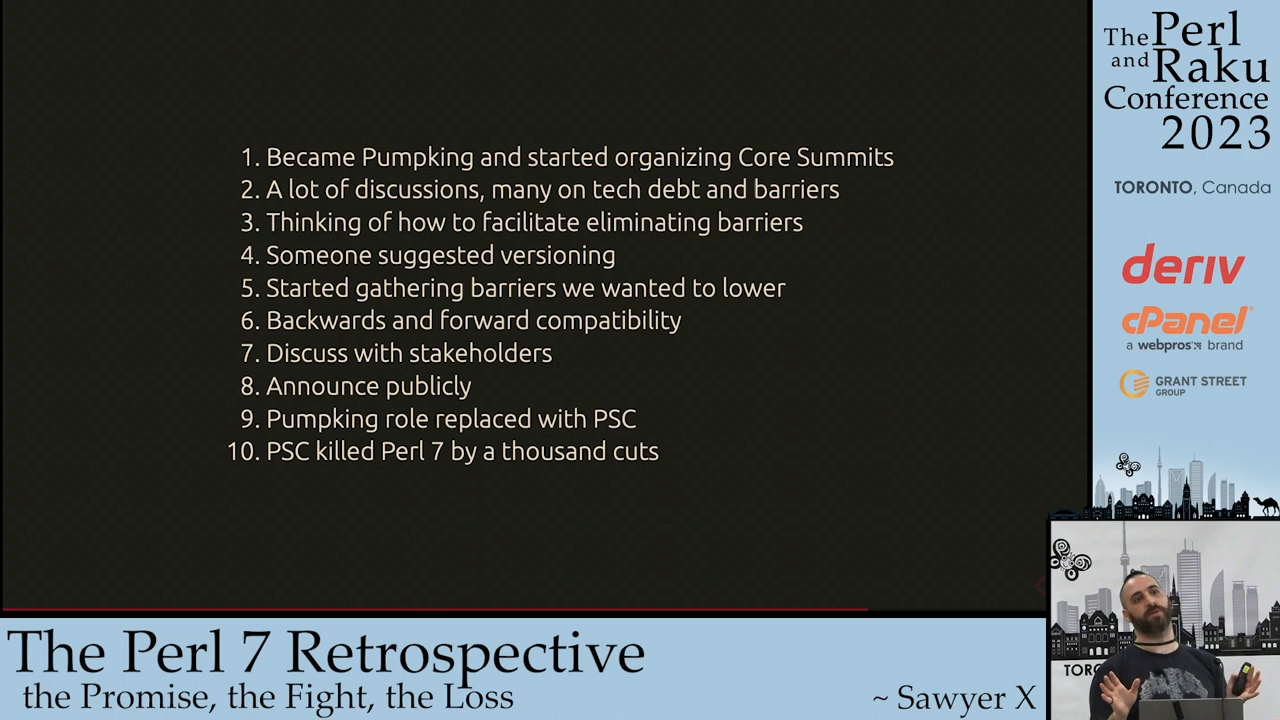 1. Became Pumpking and started organizing Core Summits
2. A lot of discussions, many on tech debt and barriers
3. Thinking of how to facilitate eliminating barriers
4. Someone suggested versioning
5. Started gathering barriers we wanted to lower
6. Backwards and forward compatibility
7. Discuss with stakeholders
8. Announce publicly
9. Pumpking role replaced with PSC
10. PSC killed Perl 7 by a thousand cuts
The Perl
and Raku
Conference
2023
TORONTO, Canada
deriv
cPanel®
a webpros brand
GRANT STREET
GROUP
TORO
The Perl 7 Retrospective
the Promise, the Fight, the Loss
~ Sawyer X